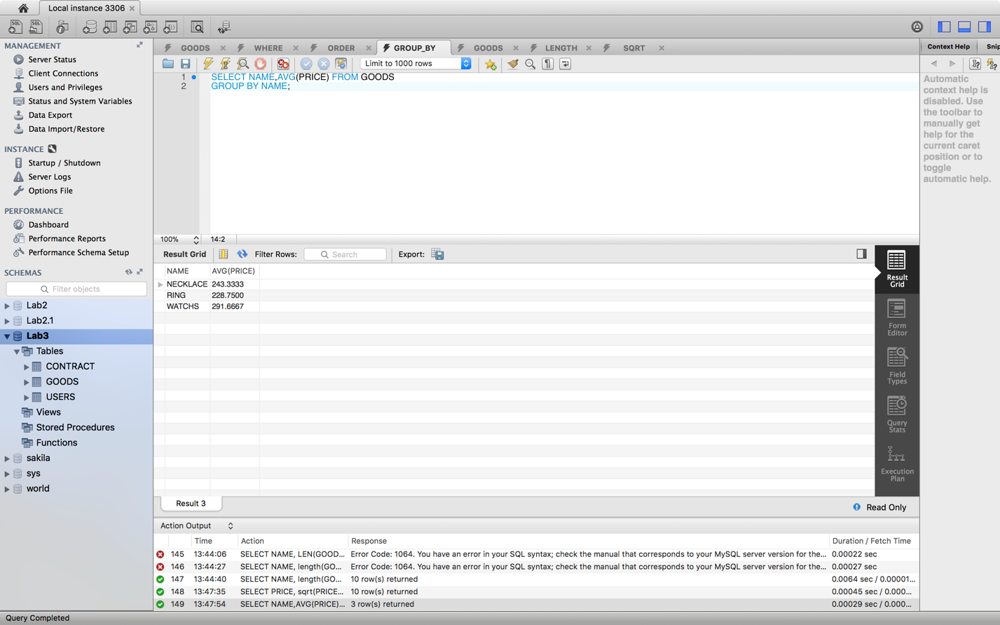 Local instance 3306
MANAGEMENT
Server Status
Client Connections
Users and Privileges
Status and System Variables
Data Export
Data Import/Restore
INSTANCE
Startup / Shutdown
Server Logs
Options File
PERFORMANCE
Dashboard
Performance Reports
Performance Schema Setup
SCHEMAS
Filter objects
Lab2
Lab2.1
Lab3
Tables
CONTRACT
GOODS
USERS
Views
Stored Procedures
Functions
sakila
sys
world
GOODS WHERE ORDER GROUP_BY GOODS LENGTH SQRT
Limit to 1000 rows
1 SELECT NAME,AVG(PRICE) FROM GOODS
2 GROUP BY NAME;
100% 14:2
Result Grid Filter Rows: Search Export:
NAME AVG(PRICE)
NECKLACE 243.3333
RING 228.7500
WATCHS 291.6667
Result
Grid
Form
Editor
Field
Types
Query
Stats
Execution
Plan
Result 3
Read Only
Action Output
Time Action Response Duration / Fetch Time
145 13:44:06 SELECT NAME, LEN(GOOD... Error Code: 1064. You have an error in your SQL syntax; check the manual that corresponds to your MySQL server version for the... 0.00022 sec
146 13:44:27 SELECT NAME, length(GO... Error Code: 1064. You have an error in your SQL syntax; check the manual that corresponds to your MySQL server version for the... 0.00027 sec
147 13:44:40 SELECT NAME, length(GO... 10 row(s) returned 0.0064 sec / 0.00001...
148 13:47:35 SELECT PRICE, sqrt(PRICE... 10 row(s) returned 0.00045 sec / 0.000...
149 13:47:54 SELECT NAME,AVG(PRICE)... 3 row(s) returned 0.00029 sec / 0.000...
Context Help Snip
Automatic
context help is
disabled. Use
the toolbar to
manually get
help for the
current caret
position or to
toggle
automatic help.
Query Completed